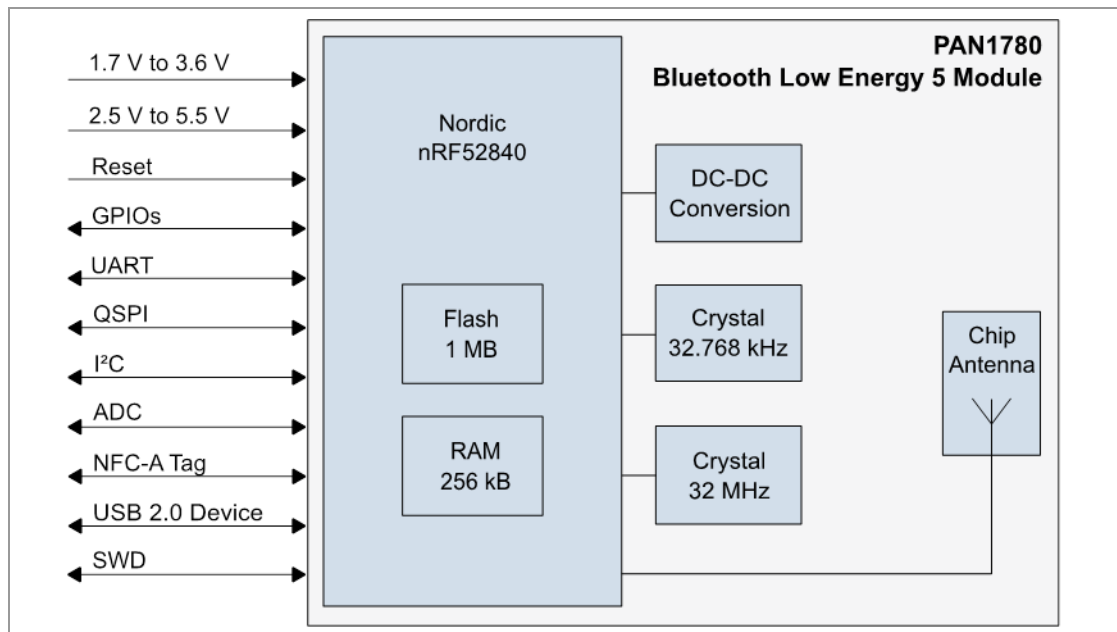 PAN1780
Bluetooth Low Energy 5 Module
1.7 V to 3.6 V
2.5 V to 5.5 V
Reset
GPIOs
UART
QSPI
I²C
ADC
NFC-A Tag
USB 2.0 Device
SWD
Nordic
nRF52840
Flash
1 MB
RAM
256 kB
DC-DC
Conversion
Crystal
32.768 kHz
Crystal
32 MHz
Chip
Antenna